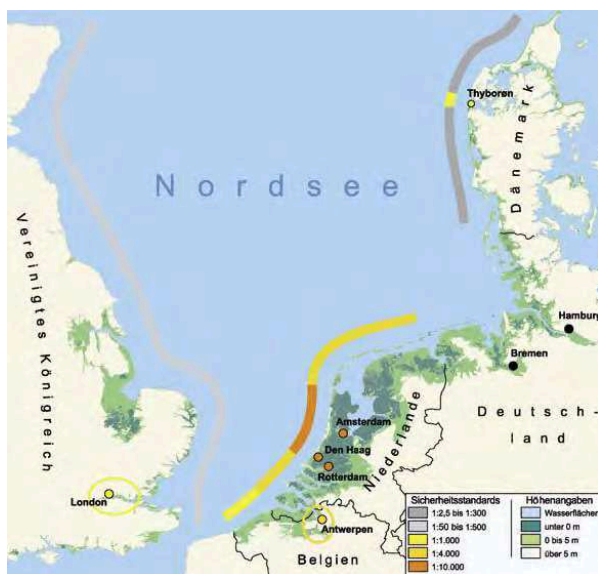 Thyborøn
Dänemark
Nordsee
Vereinigtes Königreich
Hamburg
Bremen
Amsterdam
Deutsch-
land
Den Haag
Niederlande
Rotterdam
London
Antwerpen
Belgien
Sicherheitsstandards
1:2,5 bis 1:300
1:50 bis 1:500
1:1.000
1:4.000
1:10.000
Höhenangaben
Wasserflächen
unter 0 m
0 bis 5 m
über 5 m